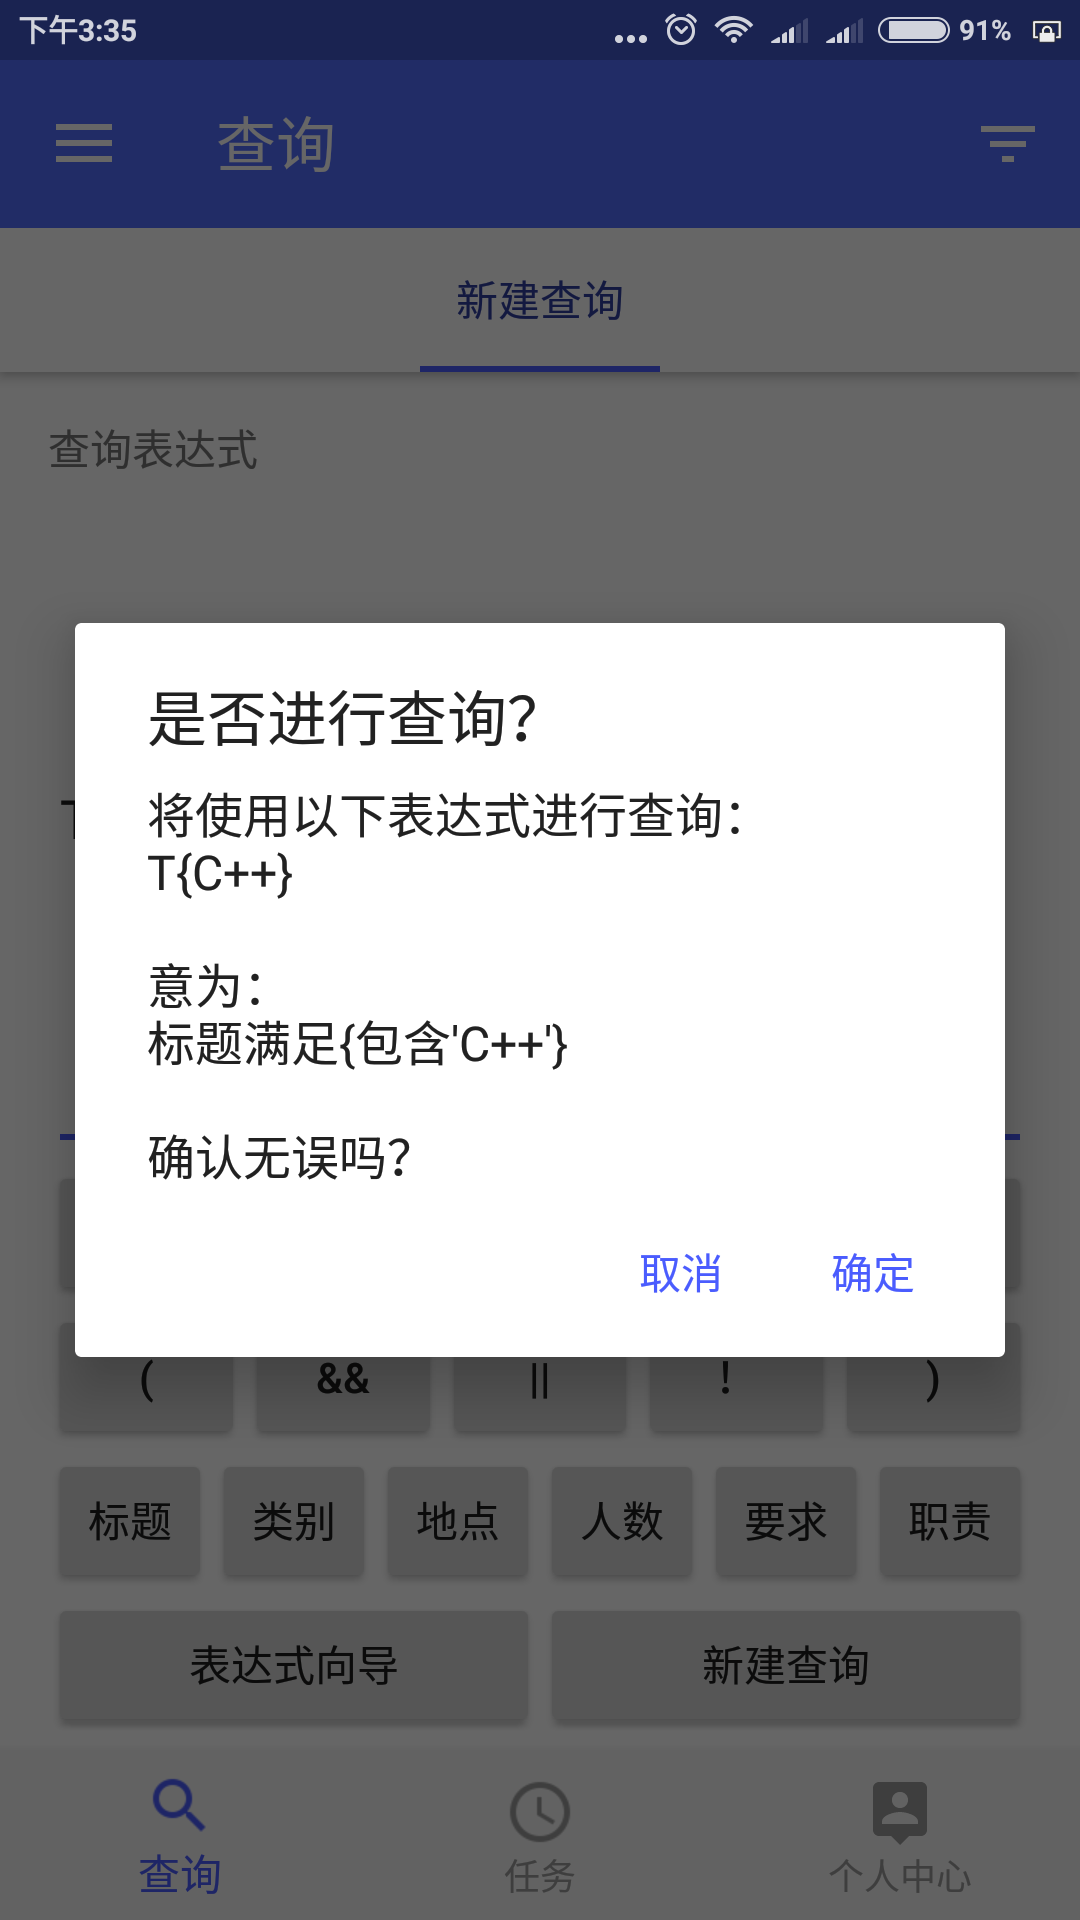 下午3:35
91%
查询
新建查询
查询表达式
是否进行查询？
将使用以下表达式进行查询：
T{C++}
意为：
标题满足{包含'C++'}
确认无误吗？
取消 确定
( && || ! )
标题 类别 地点 人数 要求 职责
表达式向导 新建查询
查询 任务 个人中心